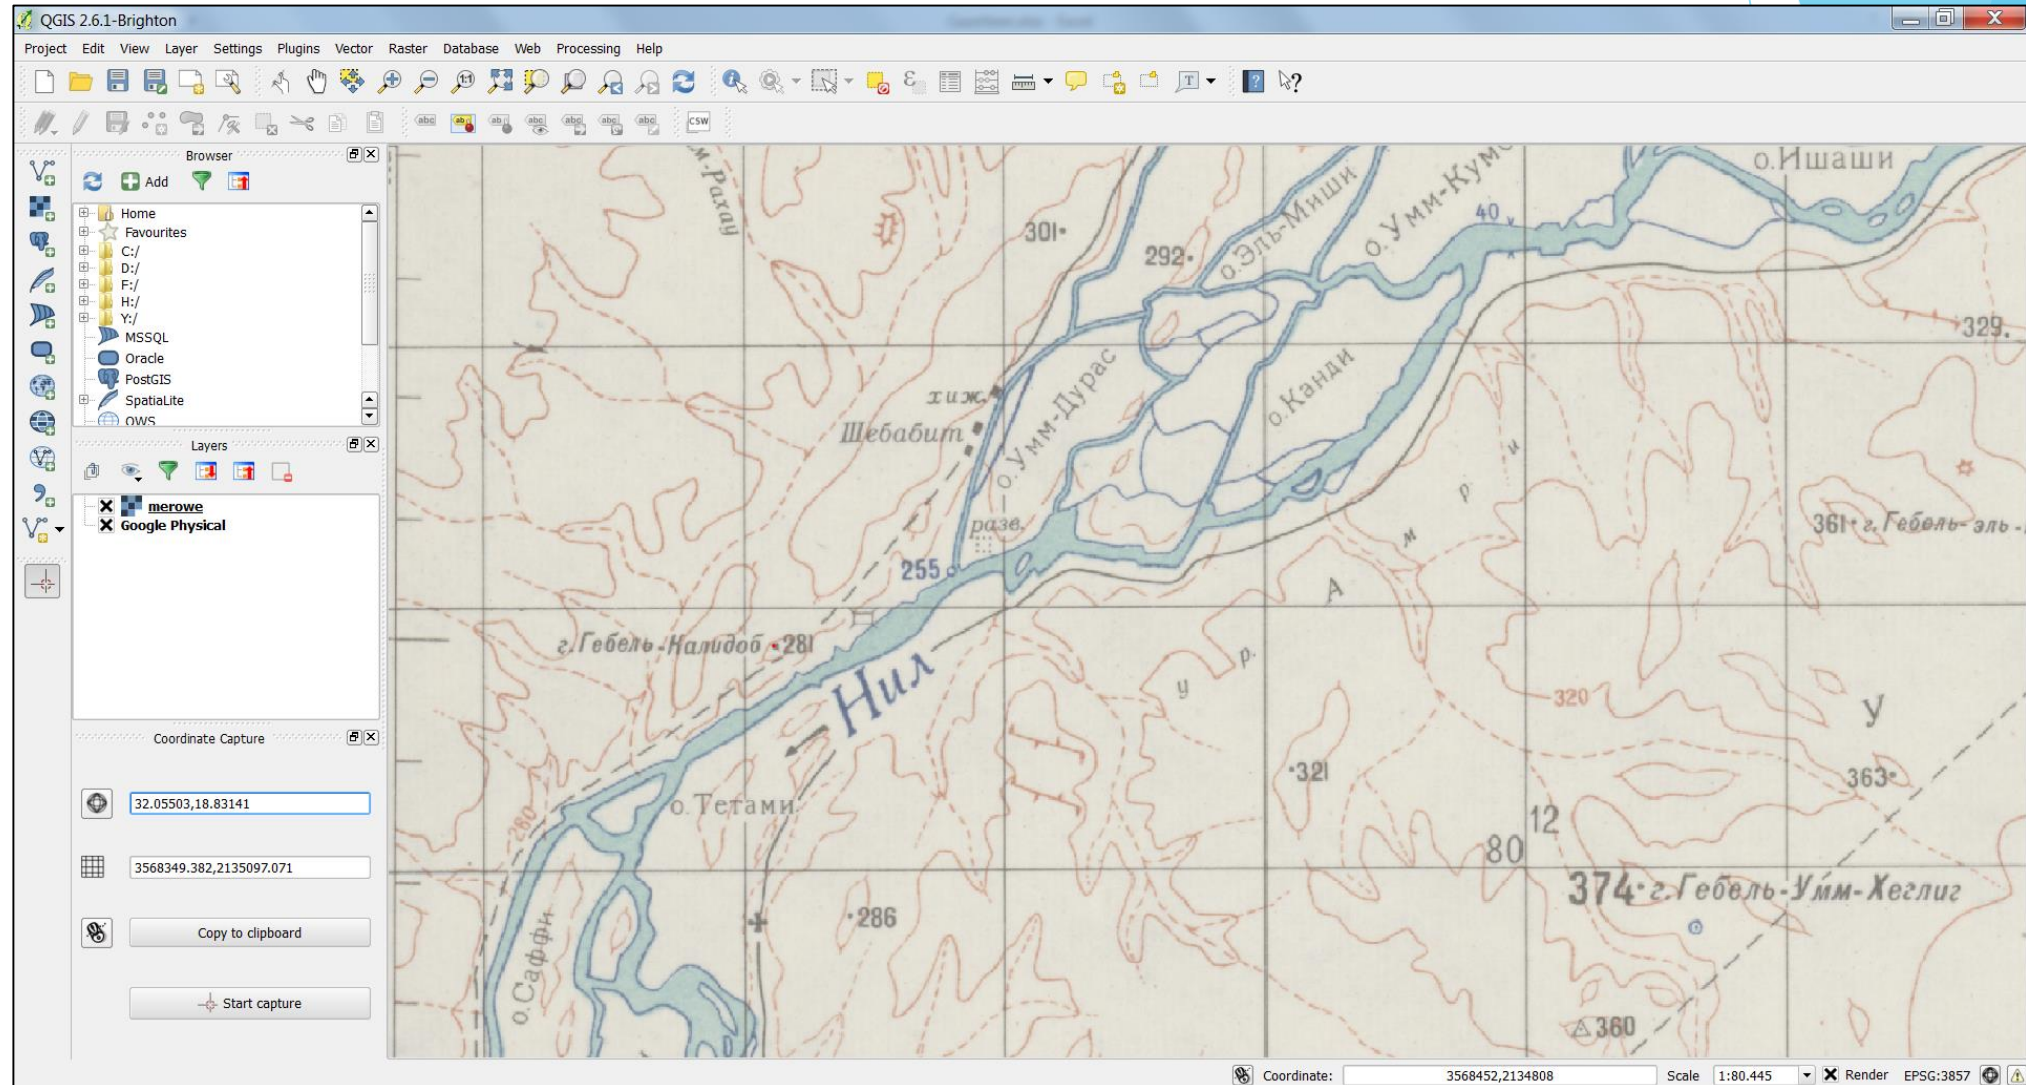 QGIS 2.6.1-Brighton
Project Edit View Layer Settings Plugins Vector Raster Database Web Processing Help
CSW
Browser
Add
Home
Favourites
C:/
D:/
F:/
H:/
Y:/
MSSQL
Oracle
PostGIS
SpatiaLite
OWS
Layers
merowe
Google Physical
Coordinate Capture
32.05503,18.83141
3568349.382,2135097.071
Copy to clipboard
Start capture
м.Рахау
о.Ишаши
301
292
о.Эль-Миши
40
329
хиж.
Шебабит
о.Умм-Дурас
о.Канди
разв.
361 г.Гебель-эль-
255
А м р и
г.Гебель-Калидоб 281
Нил
у р.
320
У
321
363
о.Тетами
260
12
80
374 г.Гебель-Умм-Хеглиг
286
о.Саффи
360
Coordinate: 3568452,2134808 Scale 1:80.445 Render EPSG:3857